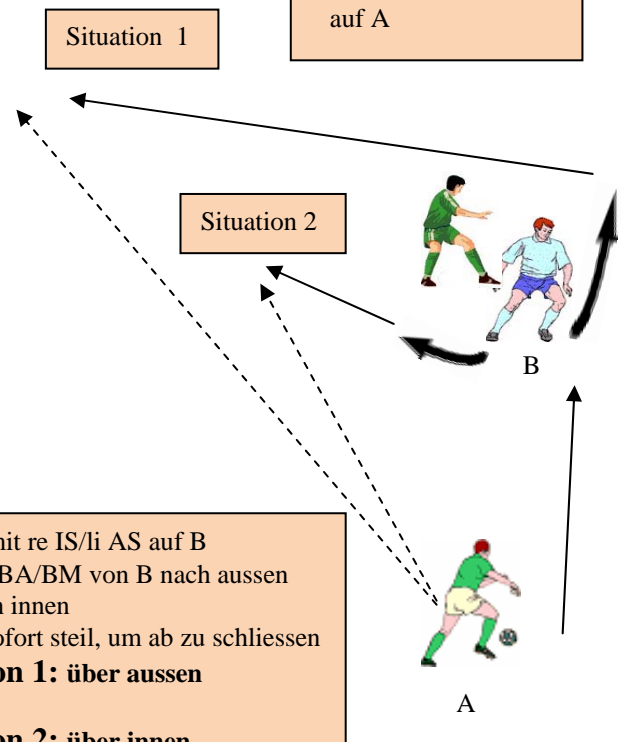 auf A
Situation 1
Situation 2
B
mit re IS/li AS auf B
BA/BM von B nach aussen
innen
sofort steil, um ab zu schliessen
on 1: über aussen
on 2: über innen
A